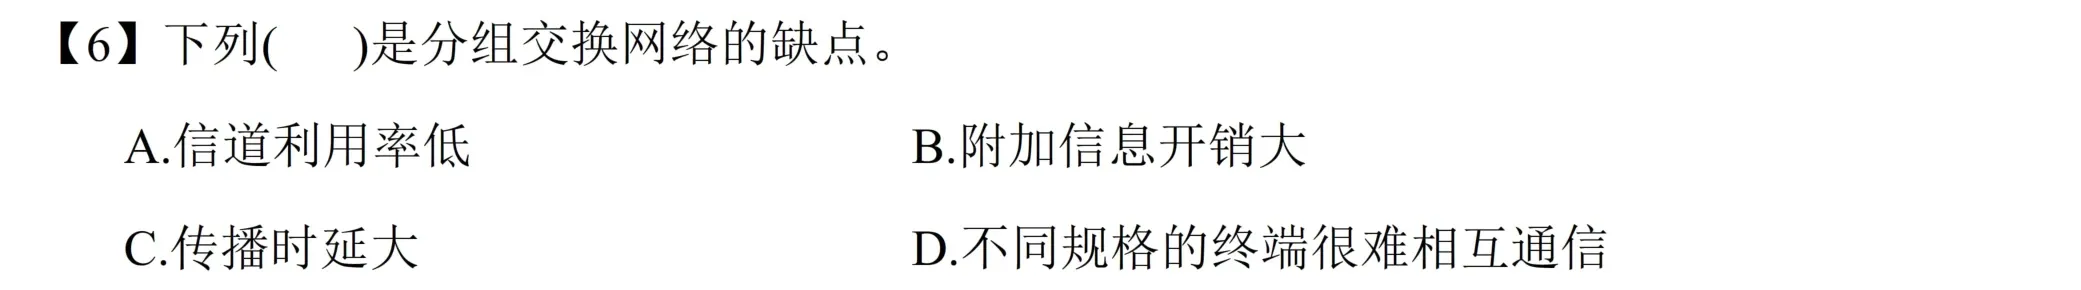 【6】下列(    )是分组交换网络的缺点。
A.信道利用率低    B.附加信息开销大
C.传播时延大    D.不同规格的终端很难相互通信